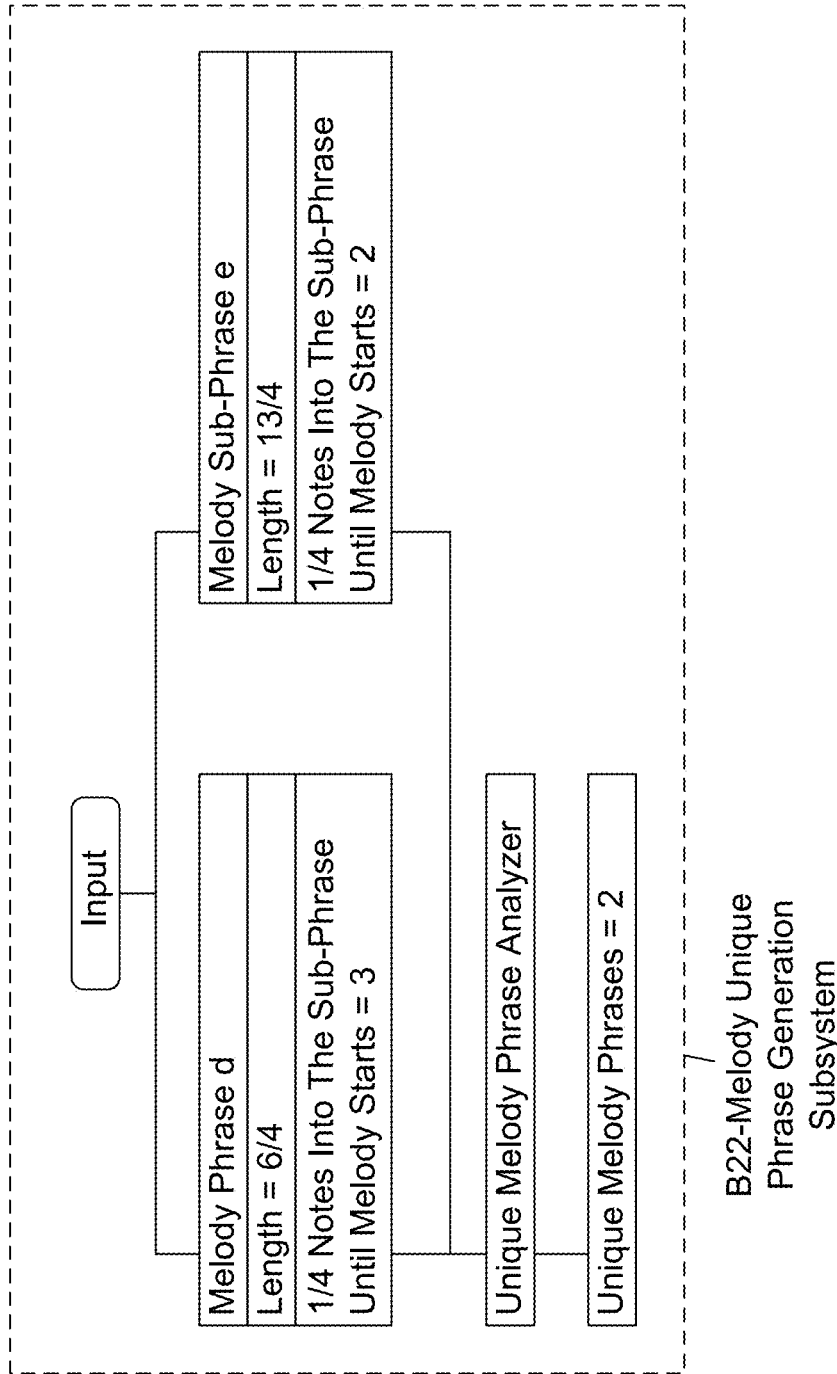 Input
Melody Phrase d
Length = 6/4
1/4 Notes Into The Sub-Phrase
Until Melody Starts = 3
Melody Sub-Phrase e
Length = 13/4
1/4 Notes Into The Sub-Phrase
Until Melody Starts = 2
Unique Melody Phrase Analyzer
Unique Melody Phrases = 2
B22-Melody Unique
Phrase Generation
Subsystem